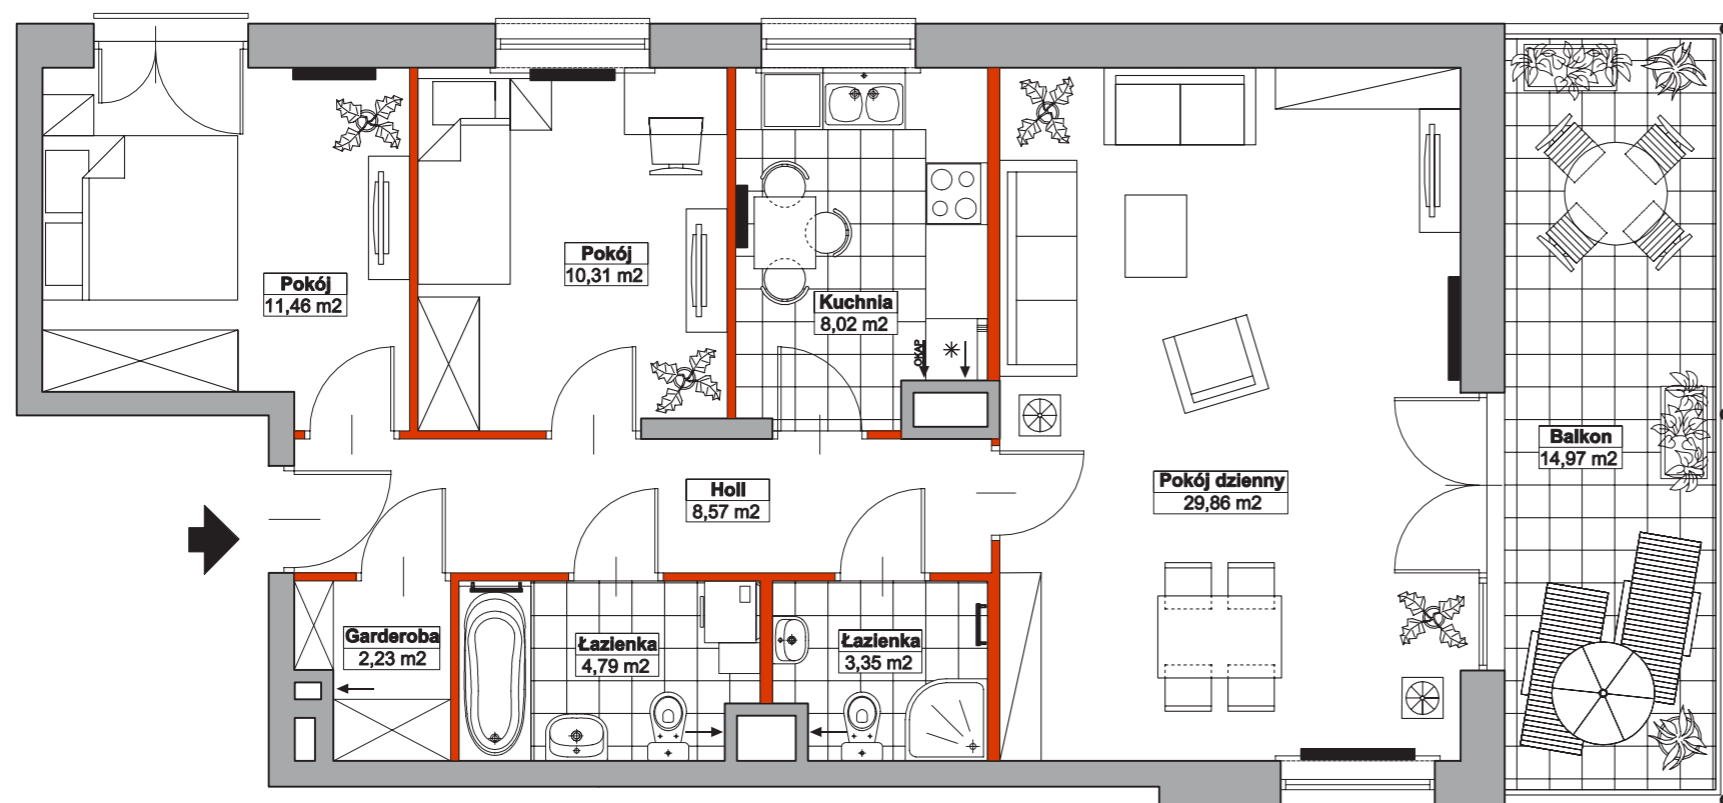 Pokój
11,46 m2
Pokój
10,31 m2
Kuchnia
8,02 m2
OKAP
Holl
8,57 m2
Pokój dzienny
29,86 m2
Balkon
14,97 m2
Garderoba
2,23 m2
Łazienka
4,79 m2
Łazienka
3,35 m2